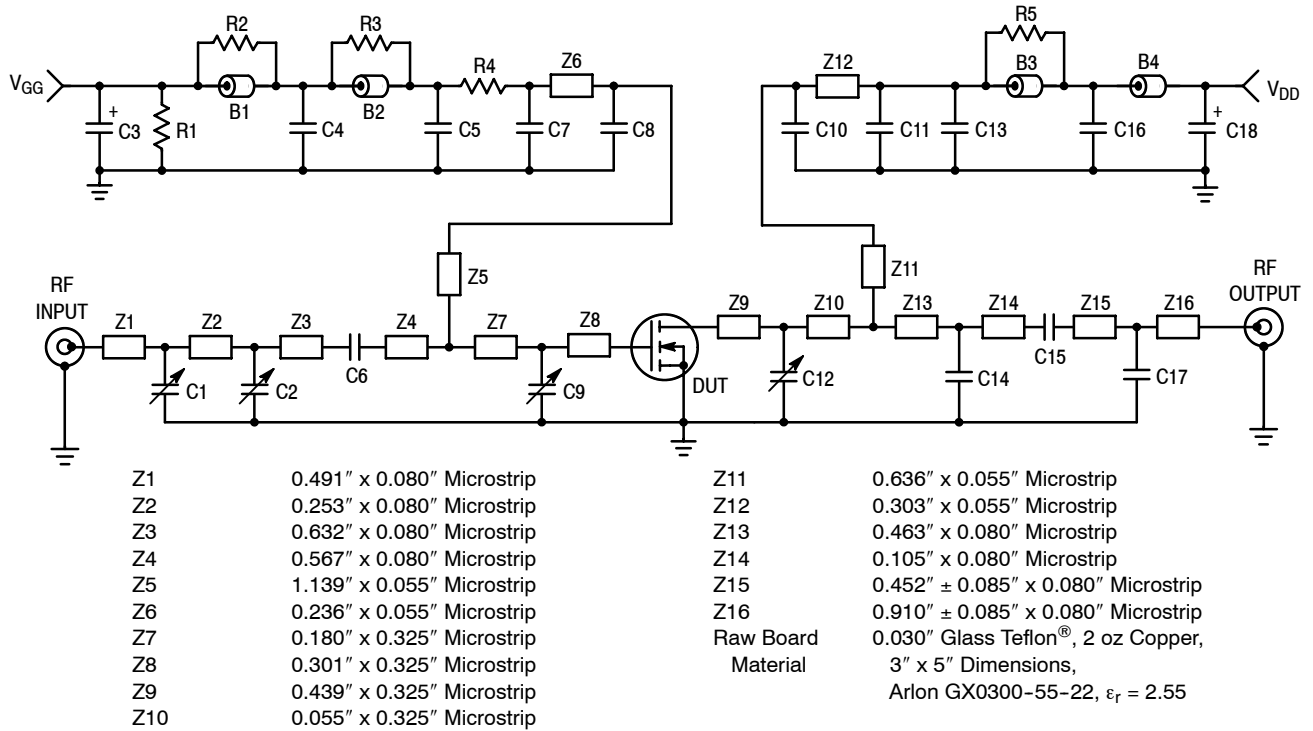 R2
R3
R4
Z6
VGG
+
C3
R1
B1
C4
B2
C5
C7
C8
R5
Z12
B3
B4
VDD
C10
C11
C13
C16
+
C18
Z5
Z11
RF
INPUT
Z1
Z2
Z3
Z4
Z7
Z8
C6
C1
C2
C9
DUT
Z9
Z10
Z13
Z14
Z15
Z16
RF
OUTPUT
C12
C14
C15
C17
Z1 0.491″ x 0.080″ Microstrip
Z2 0.253″ x 0.080″ Microstrip
Z3 0.632″ x 0.080″ Microstrip
Z4 0.567″ x 0.080″ Microstrip
Z5 1.139″ x 0.055″ Microstrip
Z6 0.236″ x 0.055″ Microstrip
Z7 0.180″ x 0.325″ Microstrip
Z8 0.301″ x 0.325″ Microstrip
Z9 0.439″ x 0.325″ Microstrip
Z10 0.055″ x 0.325″ Microstrip
Z11 0.636″ x 0.055″ Microstrip
Z12 0.303″ x 0.055″ Microstrip
Z13 0.463″ x 0.080″ Microstrip
Z14 0.105″ x 0.080″ Microstrip
Z15 0.452″ ± 0.085″ x 0.080″ Microstrip
Z16 0.910″ ± 0.085″ x 0.080″ Microstrip
Raw Board 0.030″ Glass Teflon®, 2 oz Copper,
Material 3″ x 5″ Dimensions,
Arlon GX0300-55-22, εr = 2.55